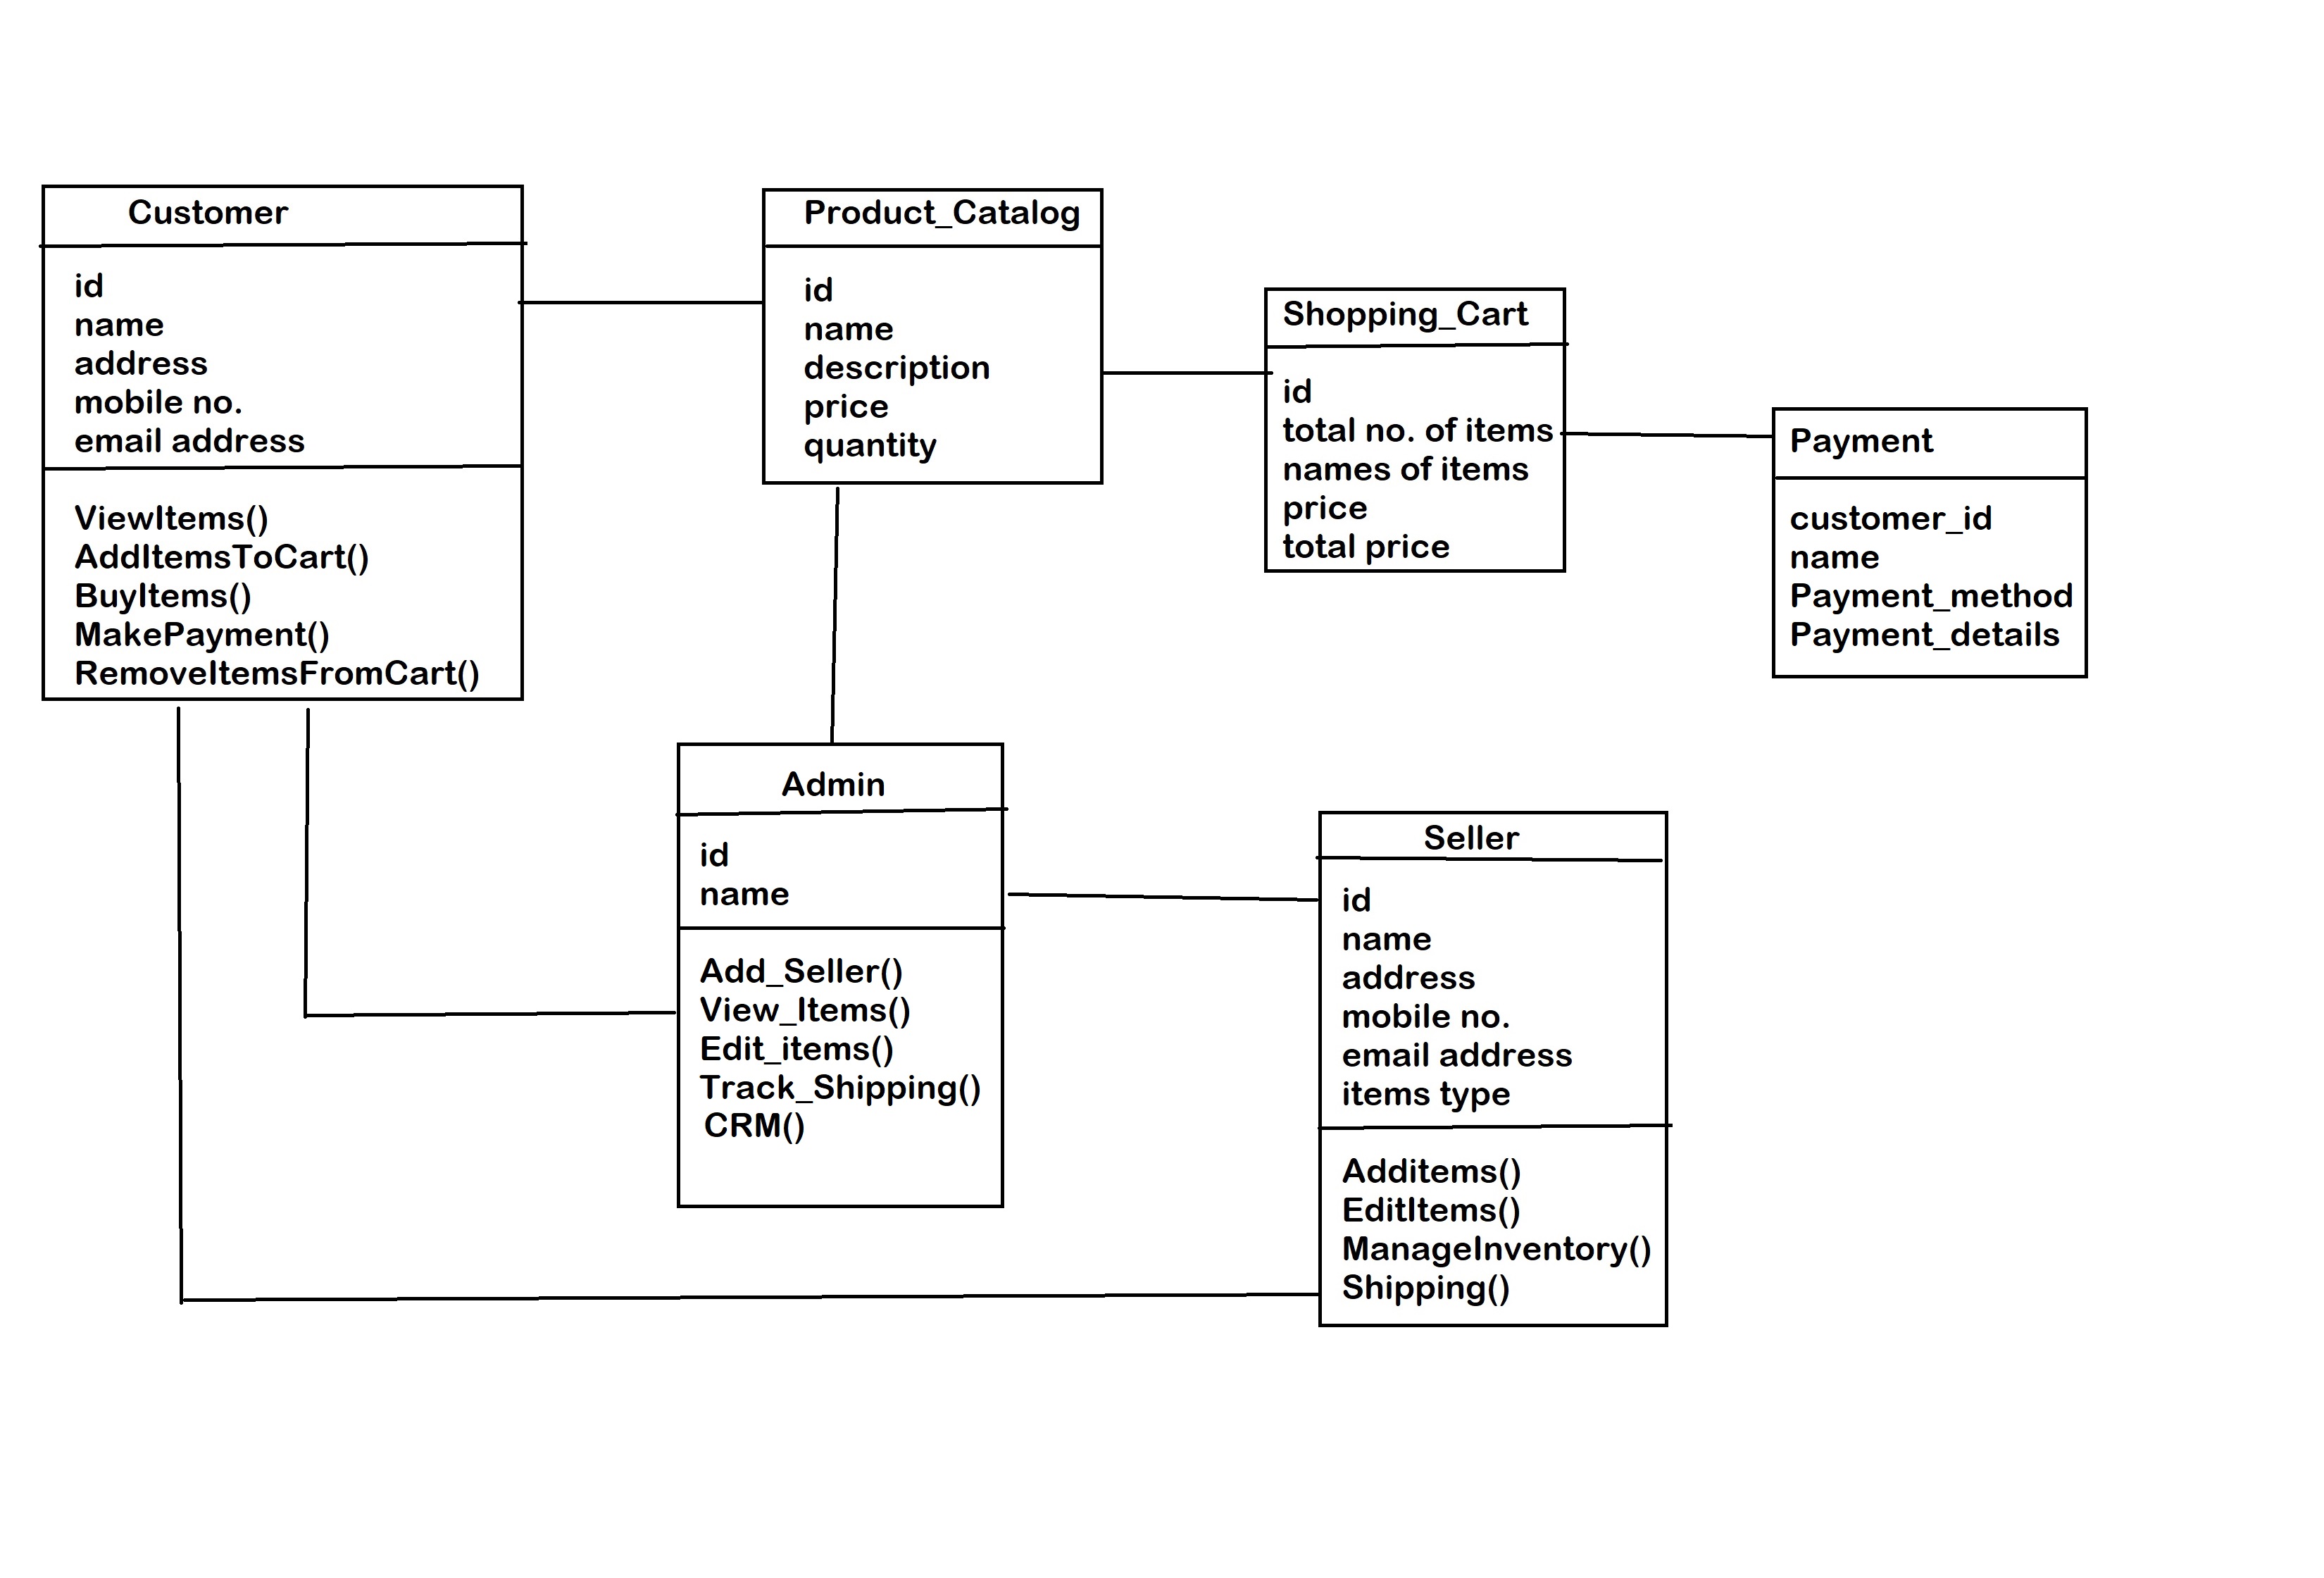 Customer
id
name
address
mobile no.
email address
ViewItems()
AddItemsToCart()
BuyItems()
MakePayment()
RemoveItemsFromCart()
Product_Catalog
id
name
description
price
quantity
Shopping_Cart
id
total no. of items
names of items
price
total price
Payment
customer_id
name
Payment_method
Payment_details
Admin
id
name
Add_Seller()
View_Items()
Edit_items()
Track_Shipping()
CRM()
Seller
id
name
address
mobile no.
email address
items type
Additems()
EditItems()
ManageInventory()
Shipping()